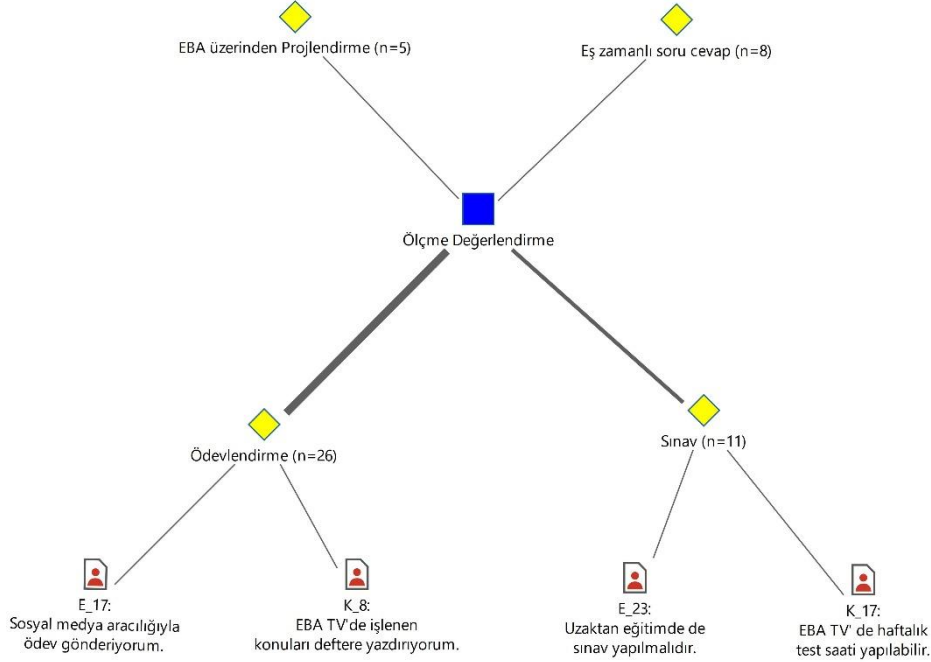 EBA üzerinden Projlendirme (n=5)
Eş zamanlı soru cevap (n=8)
Ölçme Değerlendirme
Ödevlendirme (n=26)
Sınav (n=11)
E_17:
Sosyal medya aracılığıyla
ödev gönderiyorum.
K_8:
EBA TV'de işlenen
konuları deftere yazdırıyorum.
E_23:
Uzaktan eğitimde de
sınav yapılmalıdır.
K_17:
EBA TV' de haftalık
test saati yapılabilir.